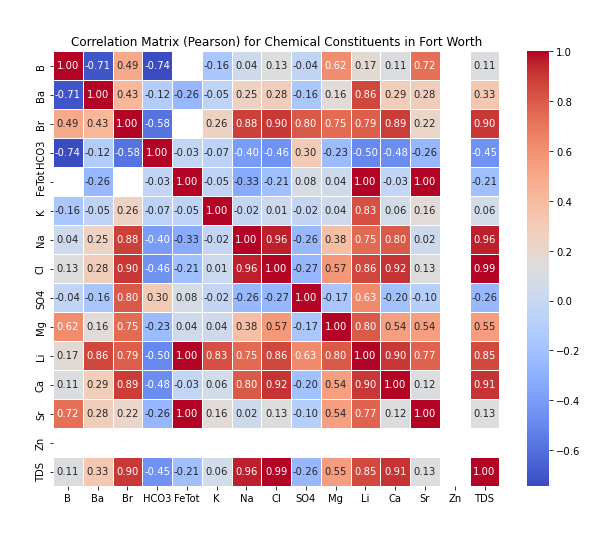 Correlation Matrix (Pearson) for Chemical Constituents in Fort Worth
B 1.00 -0.71 0.49 -0.74 -0.16 0.04 0.13 -0.04 0.62 0.17 0.11 0.72 0.11
Ba -0.71 1.00 0.43 -0.12 -0.26 -0.05 0.25 0.28 -0.16 0.16 0.86 0.29 0.28 0.33
Br 0.49 0.43 1.00 -0.58 0.26 0.88 0.90 0.80 0.75 0.79 0.89 0.22 0.90
HCO3 -0.74 -0.12 -0.58 1.00 -0.03 -0.07 -0.40 -0.46 0.30 -0.23 -0.50 -0.48 -0.26 -0.45
FeTot -0.26 -0.03 1.00 -0.05 -0.33 -0.21 0.08 0.04 1.00 -0.03 1.00 -0.21
K -0.16 -0.05 0.26 -0.07 -0.05 1.00 -0.02 0.01 -0.02 0.04 0.83 0.06 0.16 0.06
Na 0.04 0.25 0.88 -0.40 -0.33 -0.02 1.00 0.96 -0.26 0.38 0.75 0.80 0.02 0.96
Cl 0.13 0.28 0.90 -0.46 -0.21 0.01 0.96 1.00 -0.27 0.57 0.86 0.92 0.13 0.99
SO4 -0.04 -0.16 0.80 0.30 0.08 -0.02 -0.26 -0.27 1.00 -0.17 0.63 -0.20 -0.10 -0.26
Mg 0.62 0.16 0.75 -0.23 0.04 0.04 0.38 0.57 -0.17 1.00 0.80 0.54 0.54 0.55
Li 0.17 0.86 0.79 -0.50 1.00 0.83 0.75 0.86 0.63 0.80 1.00 0.90 0.77 0.85
Ca 0.11 0.29 0.89 -0.48 -0.03 0.06 0.80 0.92 -0.20 0.54 0.90 1.00 0.12 0.91
Sr 0.72 0.28 0.22 -0.26 1.00 0.16 0.02 0.13 -0.10 0.54 0.77 0.12 1.00 0.13
Zn
TDS 0.11 0.33 0.90 -0.45 -0.21 0.06 0.96 0.99 -0.26 0.55 0.85 0.91 0.13 1.00
B Ba Br HCO3 FeTot K Na Cl SO4 Mg Li Ca Sr Zn TDS
1.0
0.8
0.6
0.4
0.2
0.0
−0.2
−0.4
−0.6